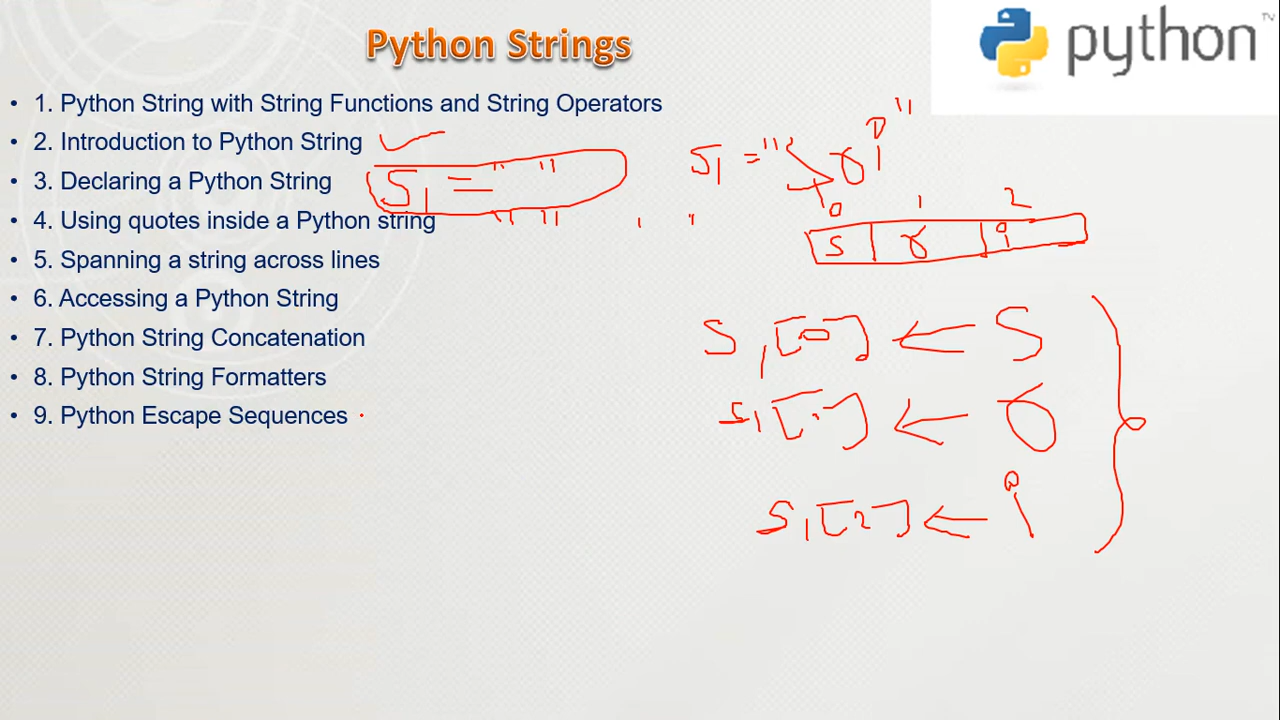 Python Strings
python TV
• 1. Python String with String Functions and String Operators
• 2. Introduction to Python String
• 3. Declaring a Python String
• 4. Using quotes inside a Python string
• 5. Spanning a string across lines
• 6. Accessing a Python String
• 7. Python String Concatenation
• 8. Python String Formatters
• 9. Python Escape Sequences
S1 = " "
" " ' '
S1 = "sri"
0 1 2
s r i
S1[0] ← S
S1[1] ← r
S1[2] ← i